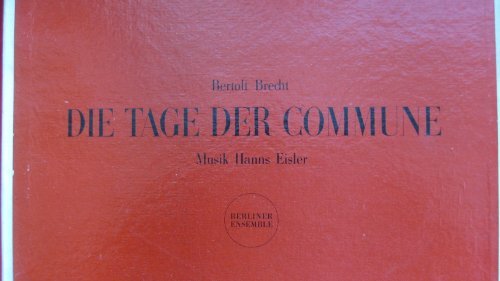 Bertolt Brecht
DIE TAGE DER COMMUNE
Musik Hanns Eisler
BERLINER
ENSEMBLE